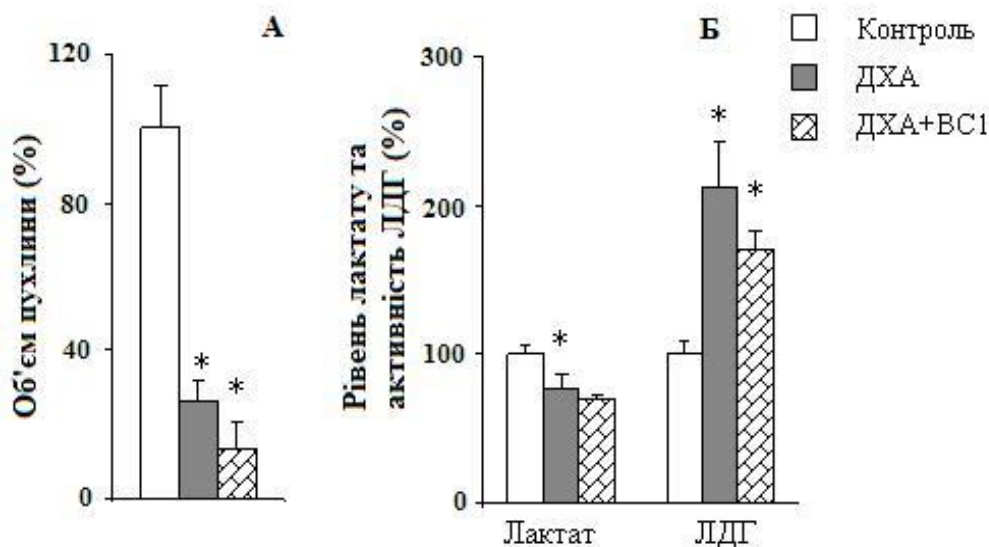 А
120
80
40
0
Об'єм пухлини (%)
*
*
Б
300
200
100
0
Рівень лактату та
активність ЛДГ (%)
*
*
*
Лактат
ЛДГ
Контроль
ДХА
ДХА+ВС1